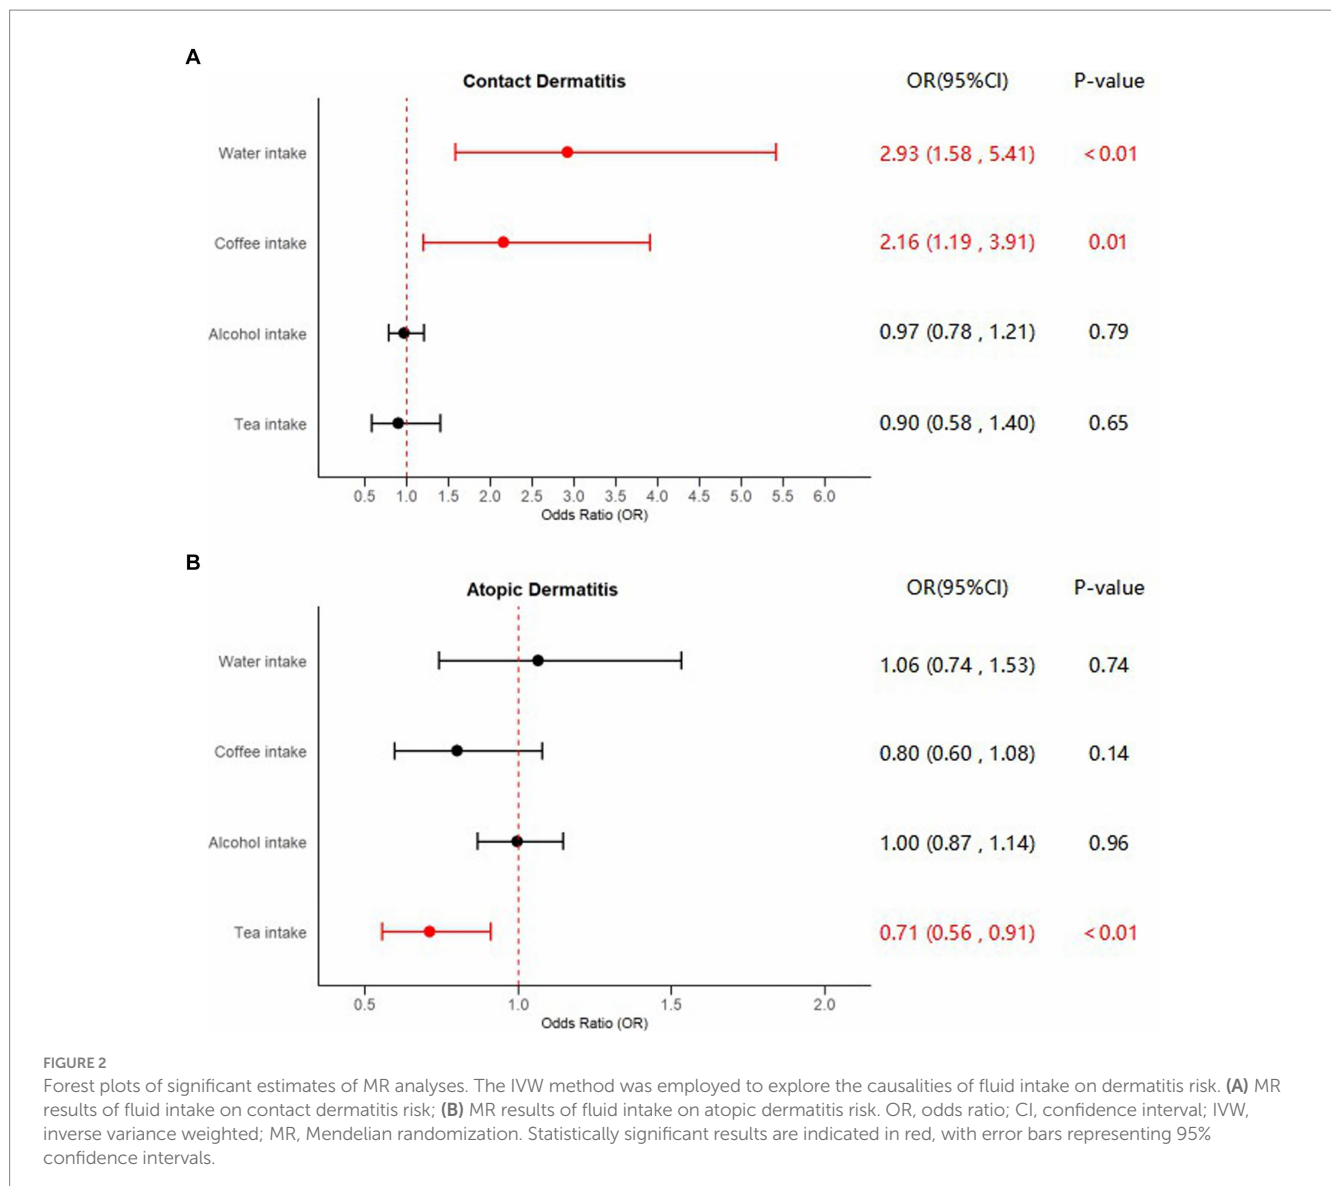 A
Contact Dermatitis OR(95%CI) P-value
Water intake 2.93 (1.58 , 5.41) <0.01
Coffee intake 2.16 (1.19 , 3.91) 0.01
Alcohol intake 0.97 (0.78 , 1.21) 0.79
Tea intake 0.90 (0.58 , 1.40) 0.65
0.5 1.0 1.5 2.0 2.5 3.0 3.5 4.0 4.5 5.0 5.5 6.0
Odds Ratio (OR)
B
Atopic Dermatitis OR(95%CI) P-value
Water intake 1.06 (0.74 , 1.53) 0.74
Coffee intake 0.80 (0.60 , 1.08) 0.14
Alcohol intake 1.00 (0.87 , 1.14) 0.96
Tea intake 0.71 (0.56 , 0.91) <0.01
0.5 1.0 1.5 2.0
Odds Ratio (OR)
FIGURE 2
Forest plots of significant estimates of MR analyses. The IVW method was employed to explore the causalities of fluid intake on dermatitis risk. (A) MR
results of fluid intake on contact dermatitis risk; (B) MR results of fluid intake on atopic dermatitis risk. OR, odds ratio; CI, confidence interval; IVW,
inverse variance weighted; MR, Mendelian randomization. Statistically significant results are indicated in red, with error bars representing 95%
confidence intervals.